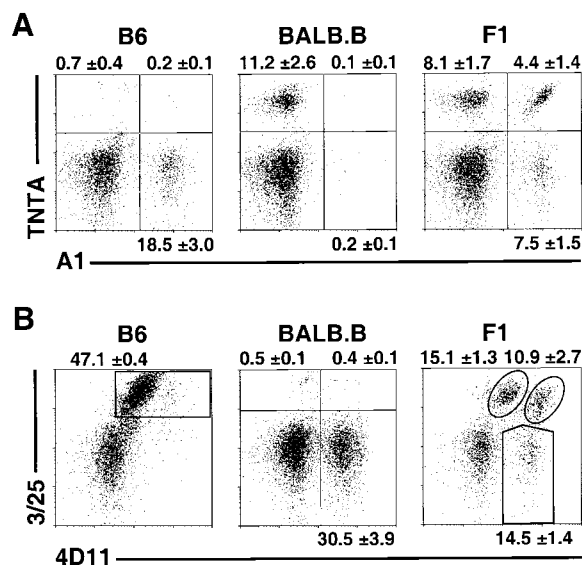 A
B6 BALB.B F1
0.7 ±0.4 0.2 ±0.1 11.2 ±2.6 0.1 ±0.1 8.1 ±1.7 4.4 ±1.4
TNTA
18.5 ±3.0 0.2 ±0.1 7.5 ±1.5
A1
B
B6 BALB.B F1
47.1 ±0.4 0.5 ±0.1 0.4 ±0.1 15.1 ±1.3 10.9 ±2.7
3/25
30.5 ±3.9 14.5 ±1.4
4D11